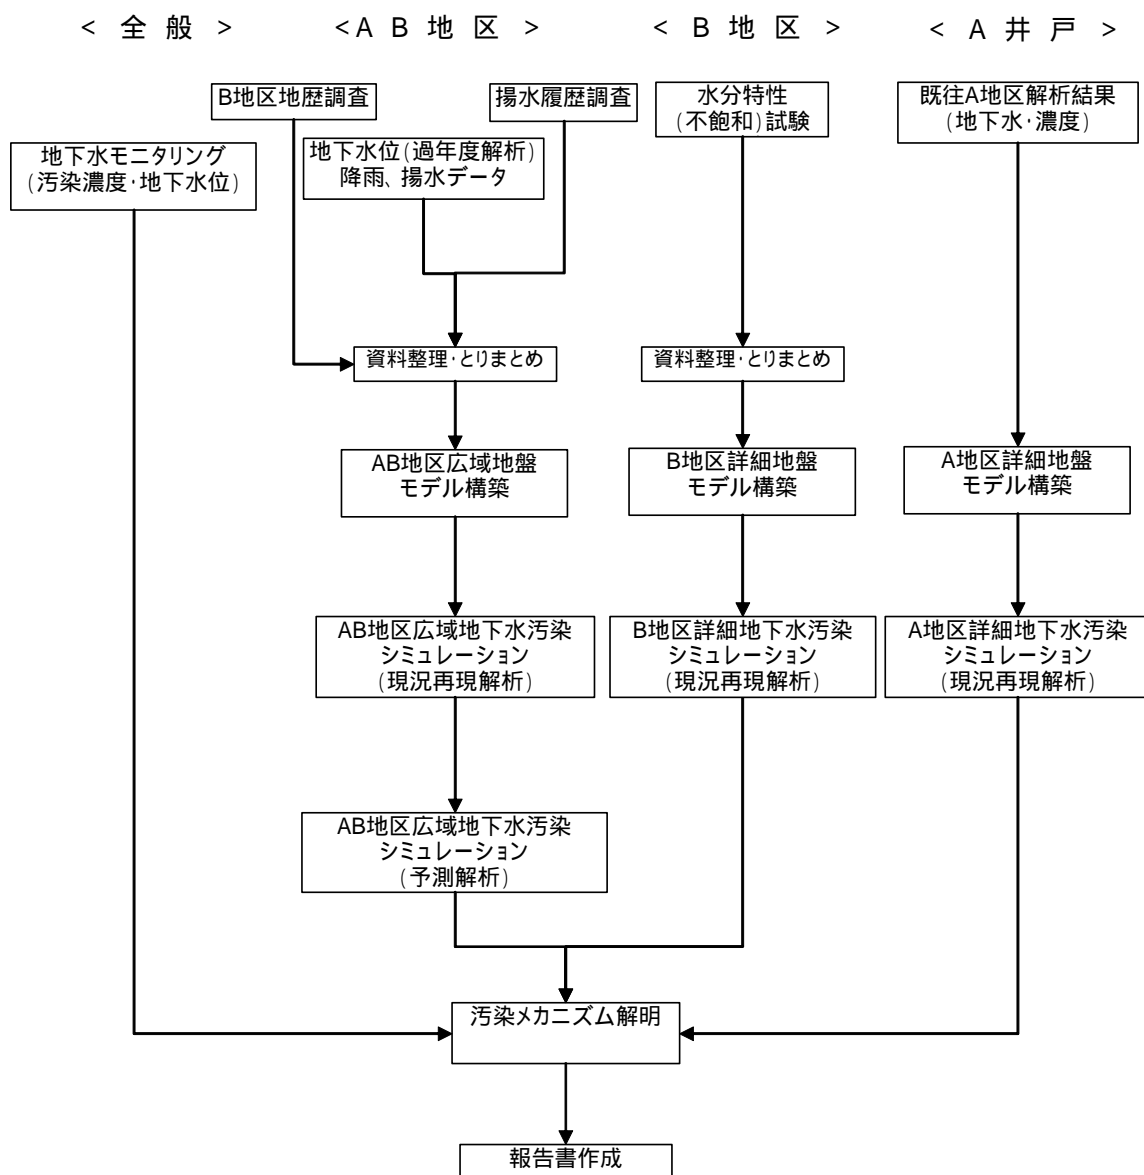 < 全 般 >
< A B 地 区 >
< B 地 区 >
< A 井 戸 >
B地区地歴調査
揚水履歴調査
水分特性
(不飽和)試験
既往A地区解析結果
(地下水・濃度)
地下水モニタリング
(汚染濃度・地下水位)
地下水位(過年度解析)
降雨、揚水データ
資料整理・とりまとめ
資料整理・とりまとめ
AB地区広域地盤
モデル構築
B地区詳細地盤
モデル構築
A地区詳細地盤
モデル構築
AB地区広域地下水汚染
シミュレーション
(現況再現解析)
B地区詳細地下水汚染
シミュレーション
(現況再現解析)
A地区詳細地下水汚染
シミュレーション
(現況再現解析)
AB地区広域地下水汚染
シミュレーション
(予測解析)
汚染メカニズム解明
報告書作成